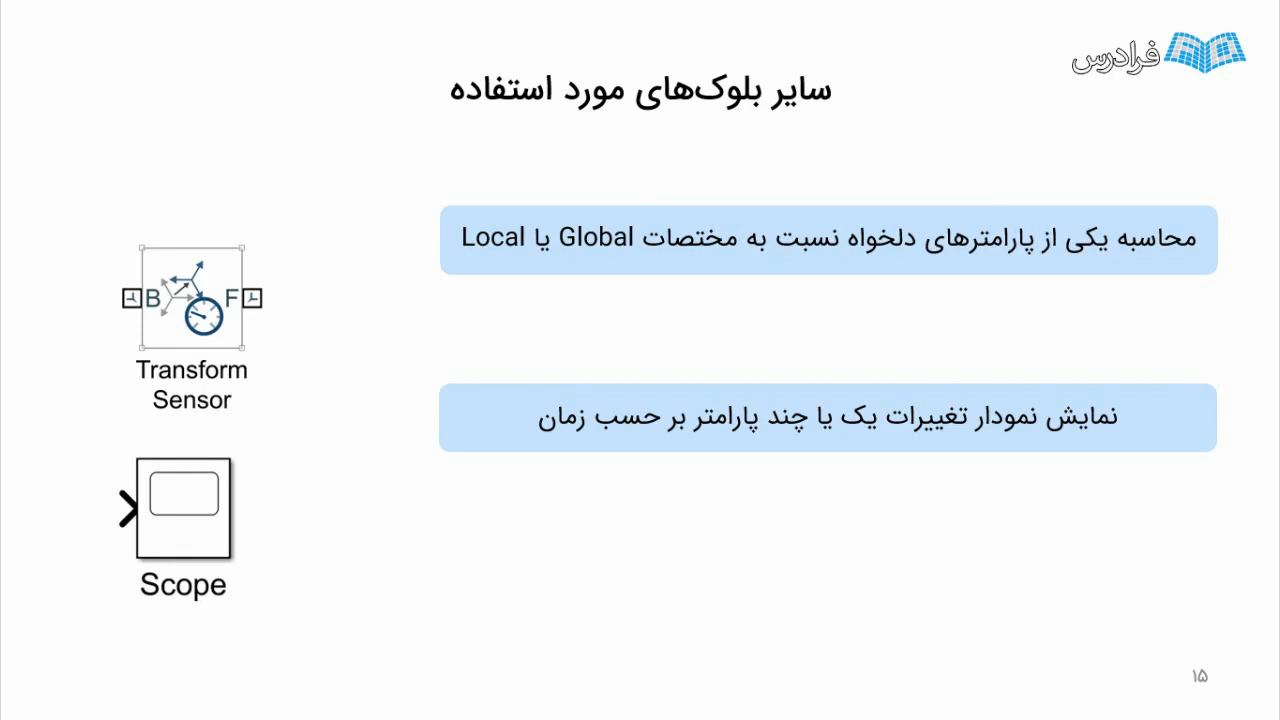 فرادرس
سایر بلوک‌های مورد استفاده
محاسبه یکی از پارامترهای دلخواه نسبت به مختصات Global یا Local
B F
Transform
Sensor
نمایش نمودار تغییرات یک یا چند پارامتر بر حسب زمان
Scope
۱۵